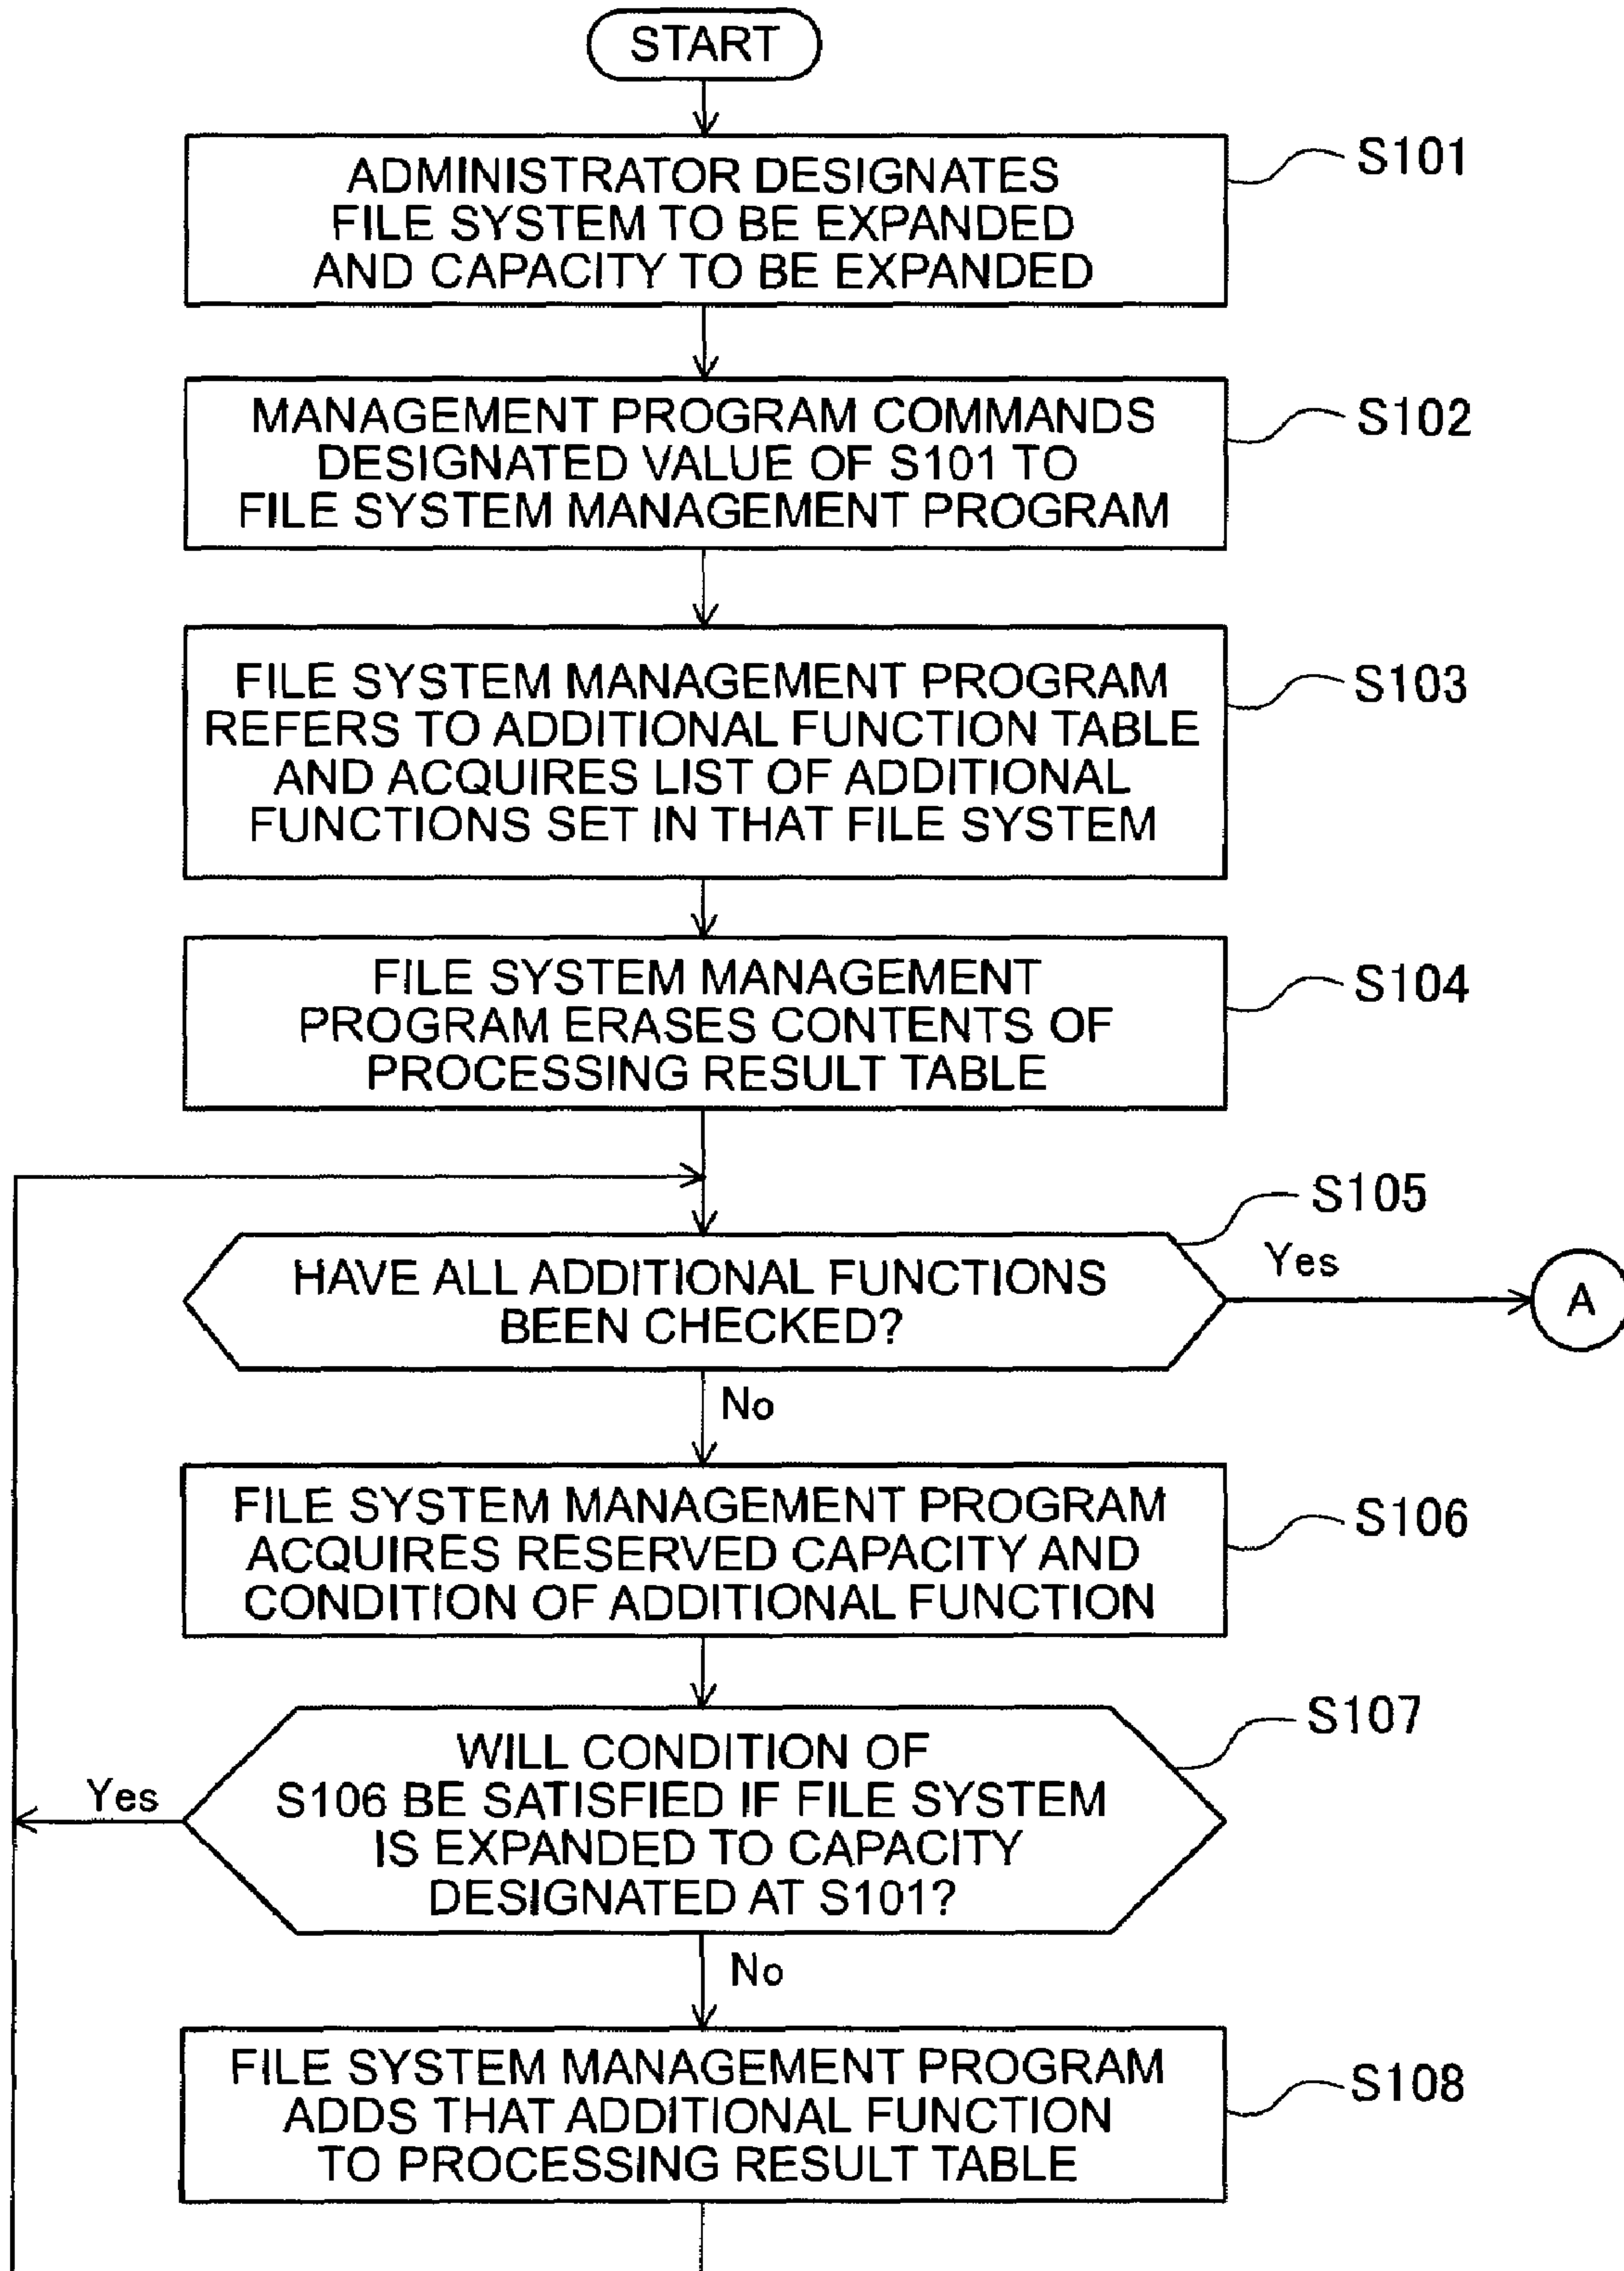 START
ADMINISTRATOR DESIGNATES
FILE SYSTEM TO BE EXPANDED
AND CAPACITY TO BE EXPANDED
S101
MANAGEMENT PROGRAM COMMANDS
DESIGNATED VALUE OF S101 TO
FILE SYSTEM MANAGEMENT PROGRAM
S102
FILE SYSTEM MANAGEMENT PROGRAM
REFERS TO ADDITIONAL FUNCTION TABLE
AND ACQUIRES LIST OF ADDITIONAL
FUNCTIONS SET IN THAT FILE SYSTEM
S103
FILE SYSTEM MANAGEMENT
PROGRAM ERASES CONTENTS OF
PROCESSING RESULT TABLE
S104
HAVE ALL ADDITIONAL FUNCTIONS
BEEN CHECKED?
S105
Yes
A
No
FILE SYSTEM MANAGEMENT PROGRAM
ACQUIRES RESERVED CAPACITY AND
CONDITION OF ADDITIONAL FUNCTION
S106
WILL CONDITION OF
S106 BE SATISFIED IF FILE SYSTEM
IS EXPANDED TO CAPACITY
DESIGNATED AT S101?
S107
Yes
No
FILE SYSTEM MANAGEMENT PROGRAM
ADDS THAT ADDITIONAL FUNCTION
TO PROCESSING RESULT TABLE
S108